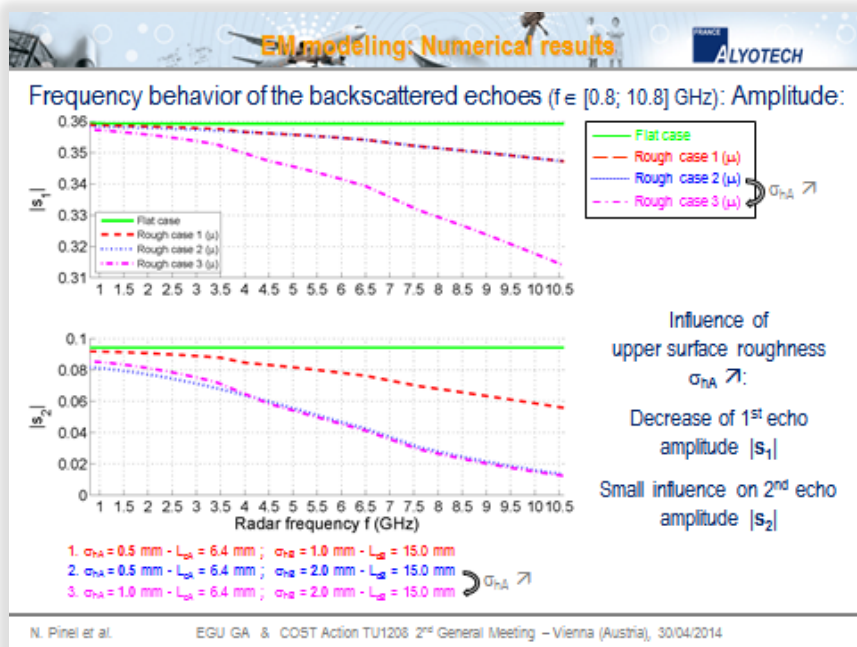 EM modeling: Numerical results
FRANCE
ALYOTECH
Frequency behavior of the backscattered echoes (f ∈ [0.8; 10.8] GHz): Amplitude:
0.36
0.35
0.34
0.33
0.32
0.31
|s₁|
Flat case
Rough case 1 (μ)
Rough case 2 (μ)
Rough case 3 (μ)
1 1.5 2 2.5 3 3.5 4 4.5 5 5.5 6 6.5 7 7.5 8 8.5 9 9.5 10 10.5
Flat case
Rough case 1 (μ)
Rough case 2 (μ)
Rough case 3 (μ)
σhA ↗
0.1
0.08
0.06
0.04
0.02
0
|s₂|
1 1.5 2 2.5 3 3.5 4 4.5 5 5.5 6 6.5 7 7.5 8 8.5 9 9.5 10 10.5
Radar frequency f (GHz)
Influence of
upper surface roughness
σhA ↗:
Decrease of 1st echo
amplitude |s₁|
Small influence on 2nd echo
amplitude |s₂|
1. σhA = 0.5 mm - LcA = 6.4 mm ; σhB = 1.0 mm - LcB = 15.0 mm
2. σhA = 0.5 mm - LcA = 6.4 mm ; σhB = 2.0 mm - LcB = 15.0 mm
3. σhA = 1.0 mm - LcA = 6.4 mm ; σhB = 2.0 mm - LcB = 15.0 mm
σhA ↗
N. Pinel et al.
EGU GA & COST Action TU1208 2nd General Meeting – Vienna (Austria), 30/04/2014